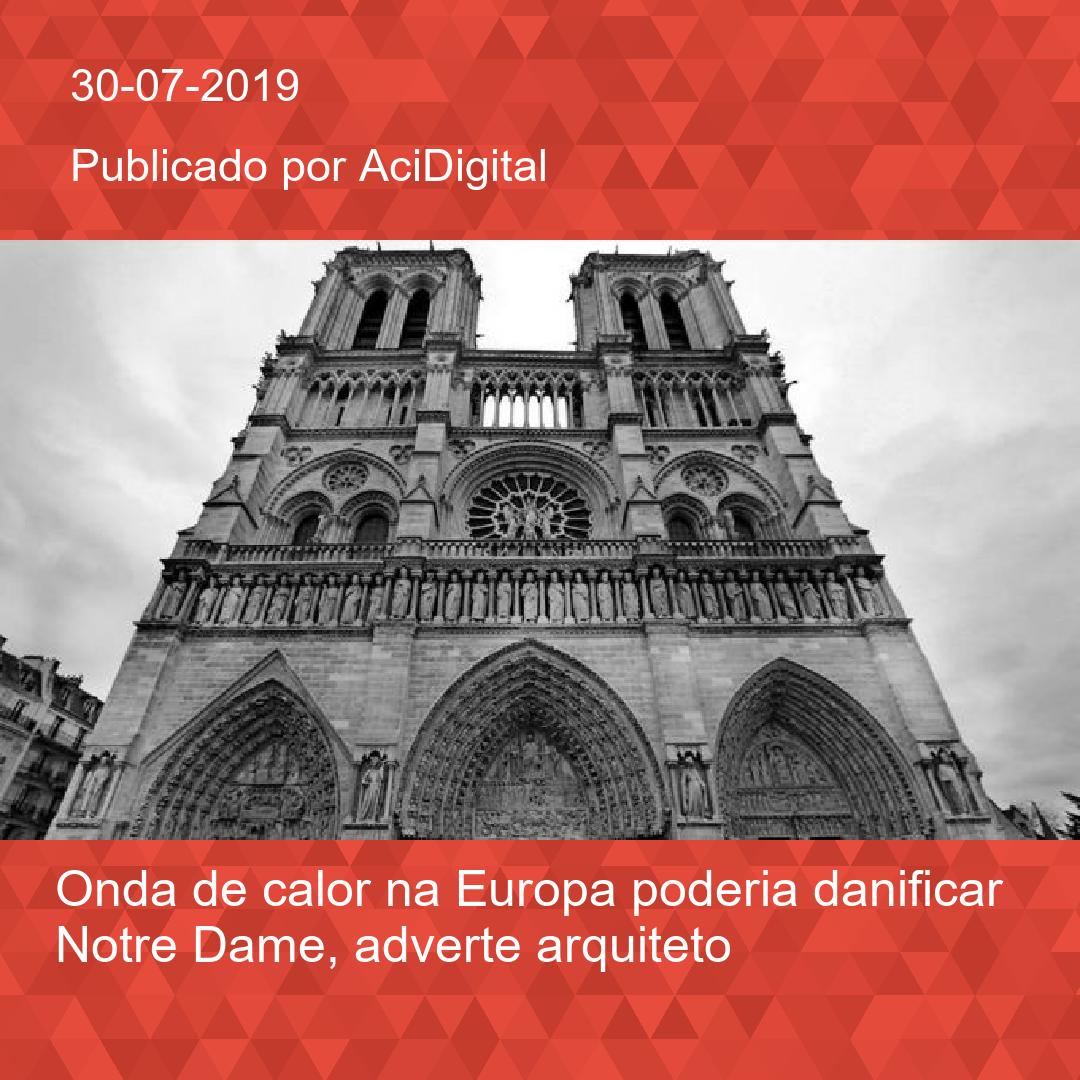 30-07-2019
Publicado por AciDigital
Onda de calor na Europa poderia danificar
Notre Dame, adverte arquiteto